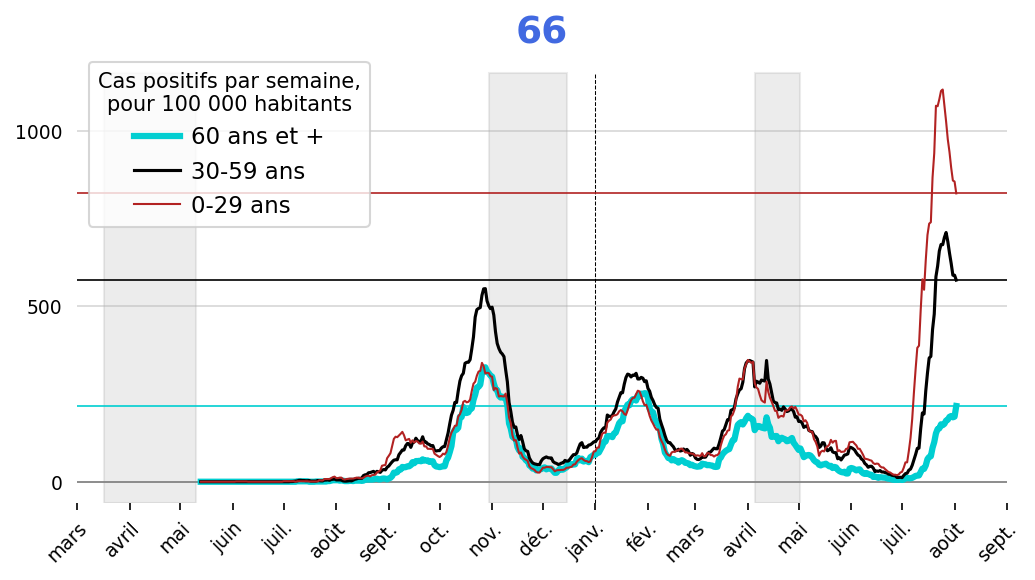 66
Cas positifs par semaine,
pour 100 000 habitants
60 ans et +
30-59 ans
0-29 ans
1000
500
0
mars avril mai juin juil. août sept. oct. nov. déc. janv. fév. mars avril mai juin juil. août sept.